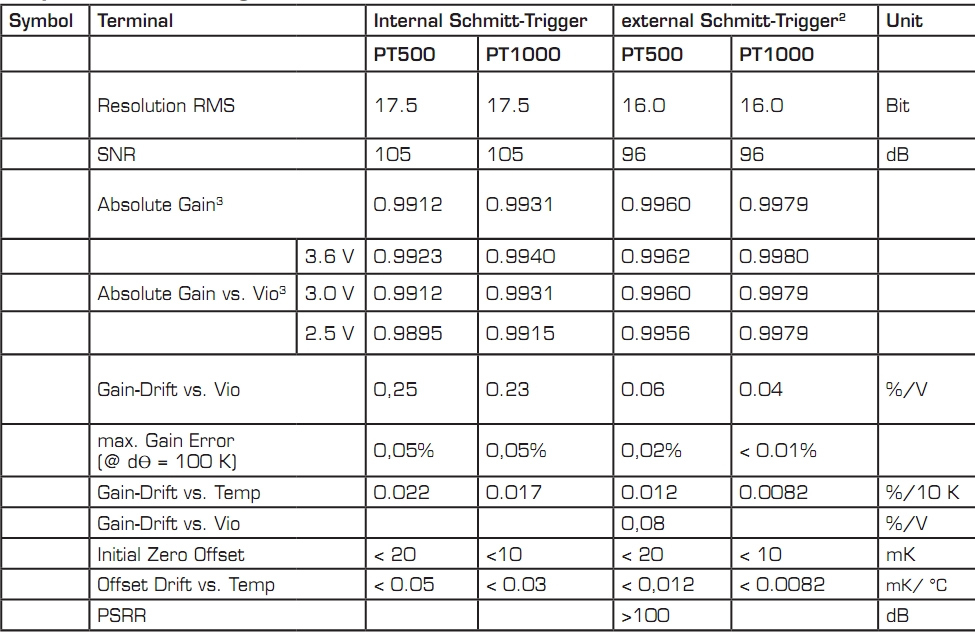 Symbol Terminal Internal Schmitt-Trigger external Schmitt-Trigger² Unit
PT500 PT1000 PT500 PT1000
Resolution RMS 17.5 17.5 16.0 16.0 Bit
SNR 105 105 96 96 dB
Absolute Gain³ 0.9912 0.9931 0.9960 0.9979
3.6 V 0.9923 0.9940 0.9962 0.9980
Absolute Gain vs. Vio³ 3.0 V 0.9912 0.9931 0.9960 0.9979
2.5 V 0.9895 0.9915 0.9956 0.9979
Gain-Drift vs. Vio 0,25 0.23 0.06 0.04 %/V
max. Gain Error
(@ dΘ = 100 K) 0,05% 0,05% 0,02% < 0.01%
Gain-Drift vs. Temp 0.022 0.017 0.012 0.0082 %/10 K
Gain-Drift vs. Vio 0,08 %/V
Initial Zero Offset < 20 <10 < 20 < 10 mK
Offset Drift vs. Temp < 0.05 < 0.03 < 0,012 < 0.0082 mK/ °C
PSRR >100 dB